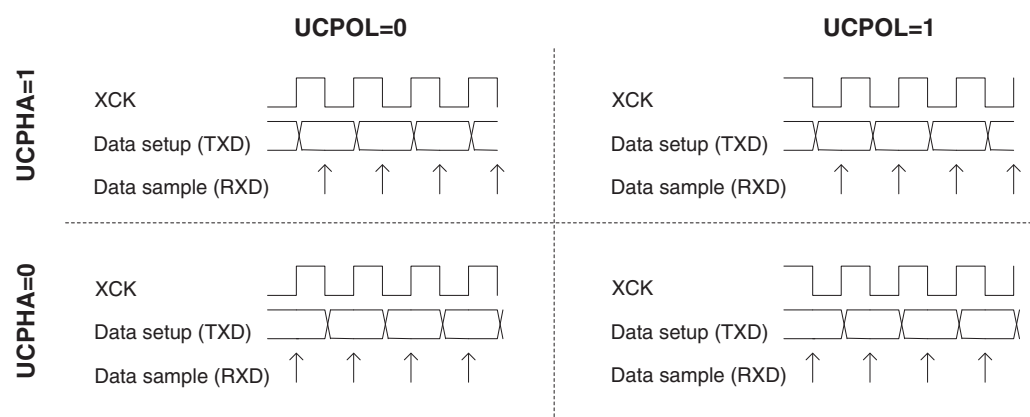 UCPOL=0
UCPOL=1
UCPHA=1
XCK
Data setup (TXD)
Data sample (RXD)
XCK
Data setup (TXD)
Data sample (RXD)
UCPHA=0
XCK
Data setup (TXD)
Data sample (RXD)
XCK
Data setup (TXD)
Data sample (RXD)